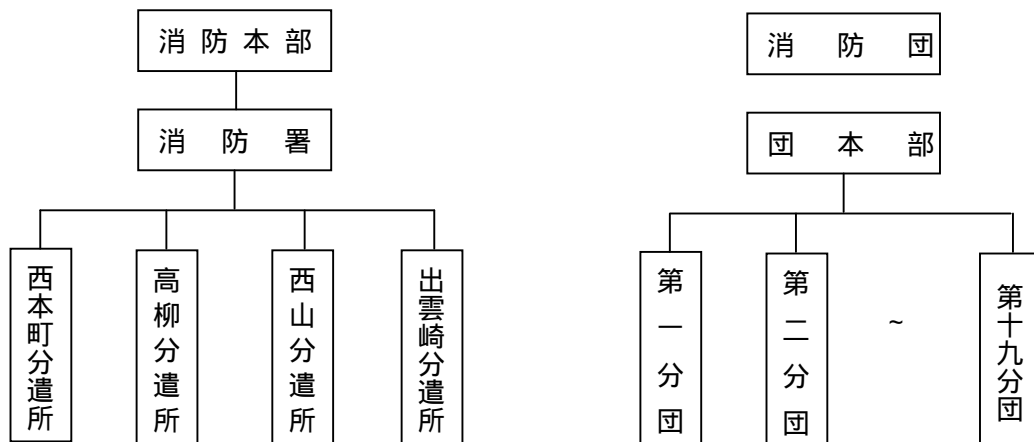 消防本部
消防署
西本町分遣所
高柳分遣所
西山分遣所
出雲崎分遣所
消防団
団本部
第一分団
第二分団
~
第十九分団